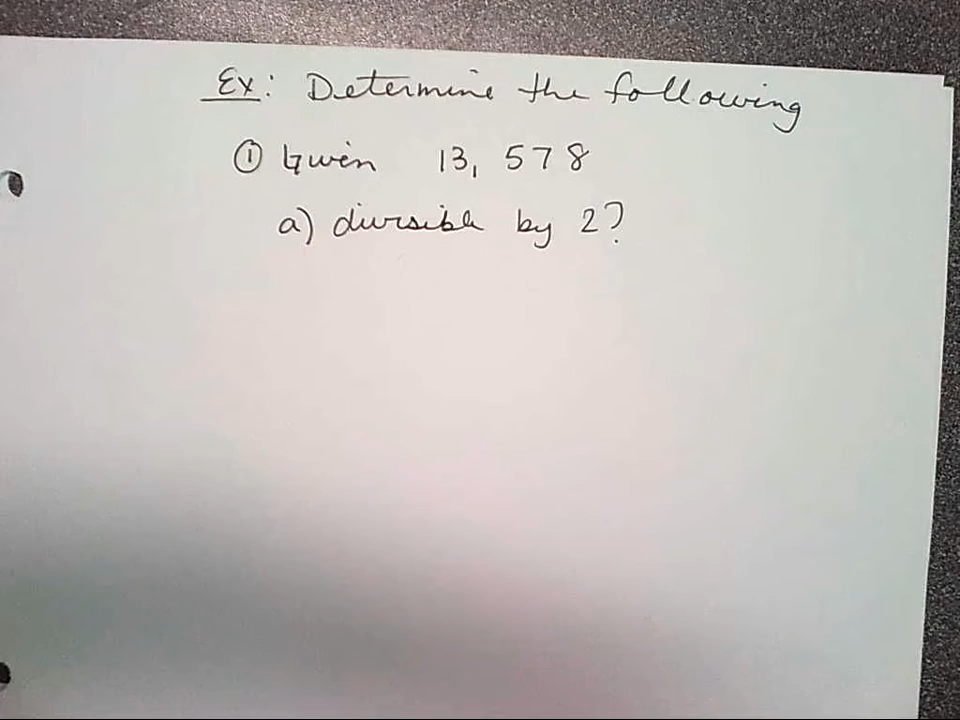 Ex: Determine the following
① Given 13, 578
a) divisible by 2?